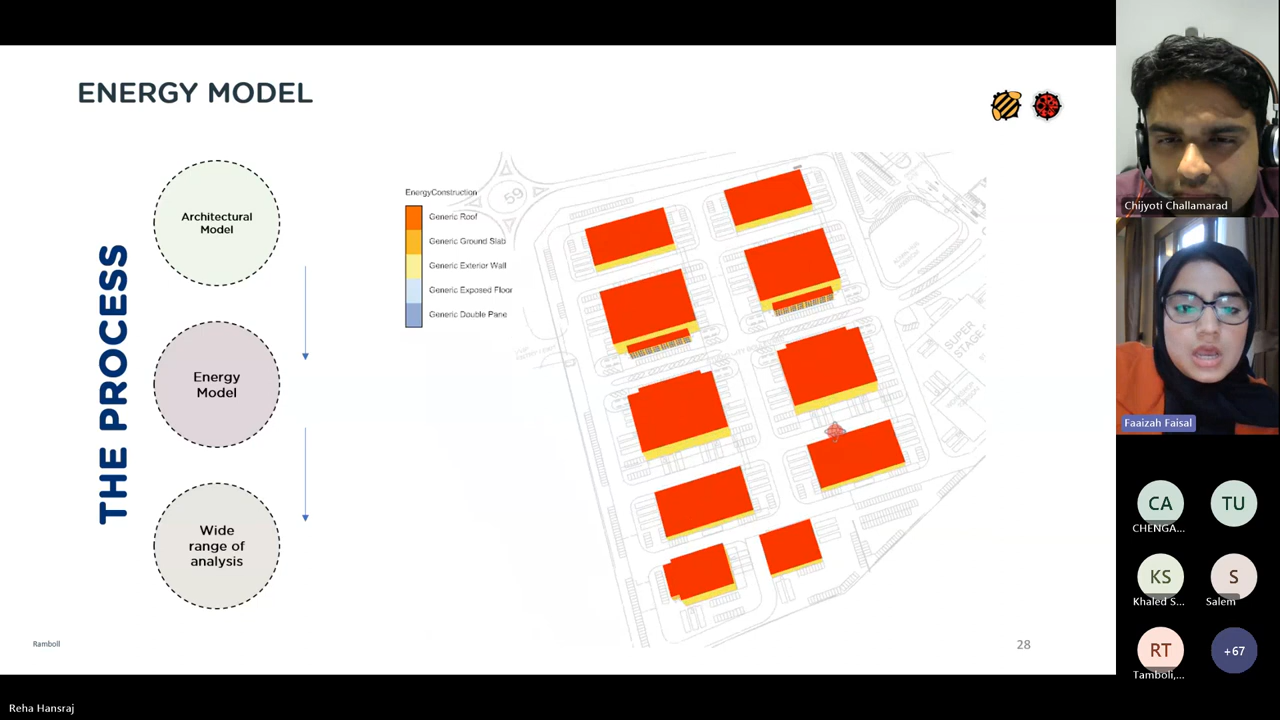 ENERGY MODEL
THE PROCESS
Architectural
Model
Energy
Model
Wide
range of
analysis
EnergyConstruction
Generic Roof
Generic Ground Slab
Generic Exterior Wall
Generic Exposed Floor
Generic Double Pane
59
SUPER
Ramboll
28
Reha Hansraj
Chijyoti Challamarad
Faaizah Faisal
CA
CHENGA...
TU
KS
Khaled S...
S
Salem
RT
Tamboli,...
+67